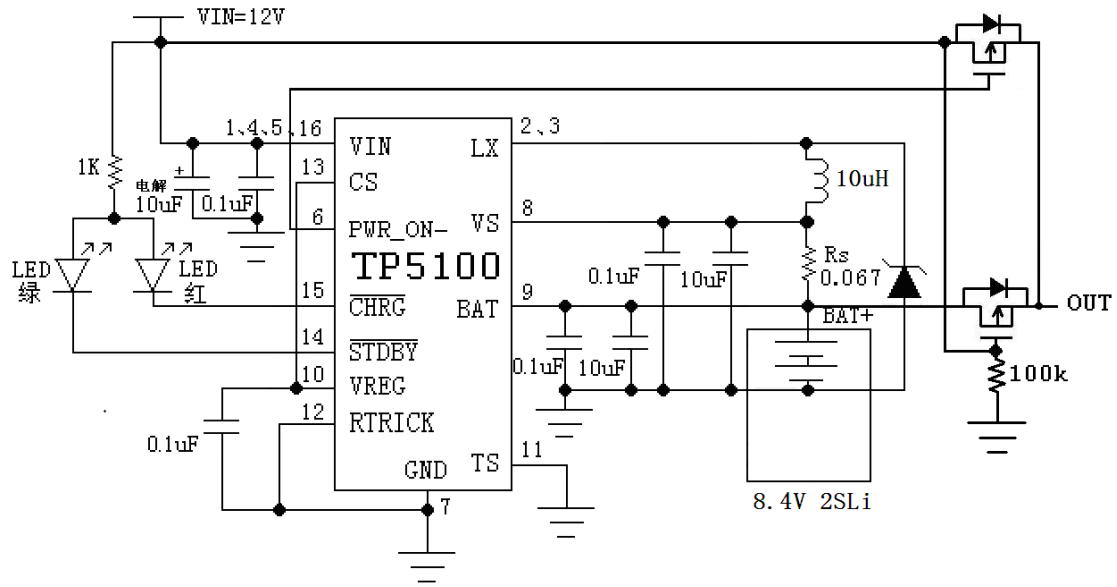 VIN=12V
1、4、5、16
VIN
2、3
LX
1K
电解
10uF
0.1uF
13
CS
10uH
6
PWR_ON-
8
VS
TP5100
LED
绿
LED
红
0.1uF
10uF
Rs
0.067
15
CHRG
9
BAT
BAT+
OUT
14
STDBY
0.1uF
10uF
10
VREG
100k
12
RTRICK
0.1uF
GND
7
TS
11
8.4V 2SLi